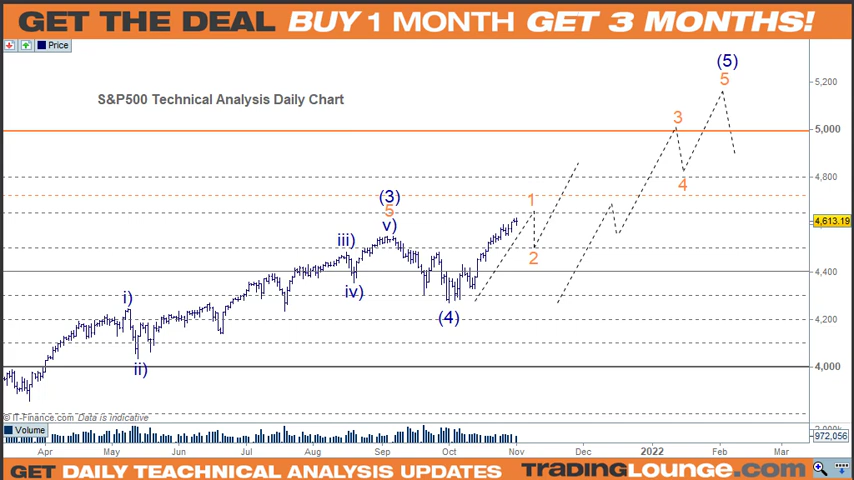 GET THE DEAL BUY 1 MONTH GET 3 MONTHS!
Price
S&P500 Technical Analysis Daily Chart
(5)
5
5,200
3
5,000
4
4,800
(3)
5
v)
1
4,613.19
iii)
2
iv)
4,400
i)
(4)
4,200
ii)
4,000
© IT-Finance.com Data is indicative
Volume
972,056
Apr May Jun Jul Aug Sep Oct Nov Dec 2022 Feb Mar
GET DAILY TEACHNICAL ANALYSIS UPDATES TRADINGLOUNGE.com